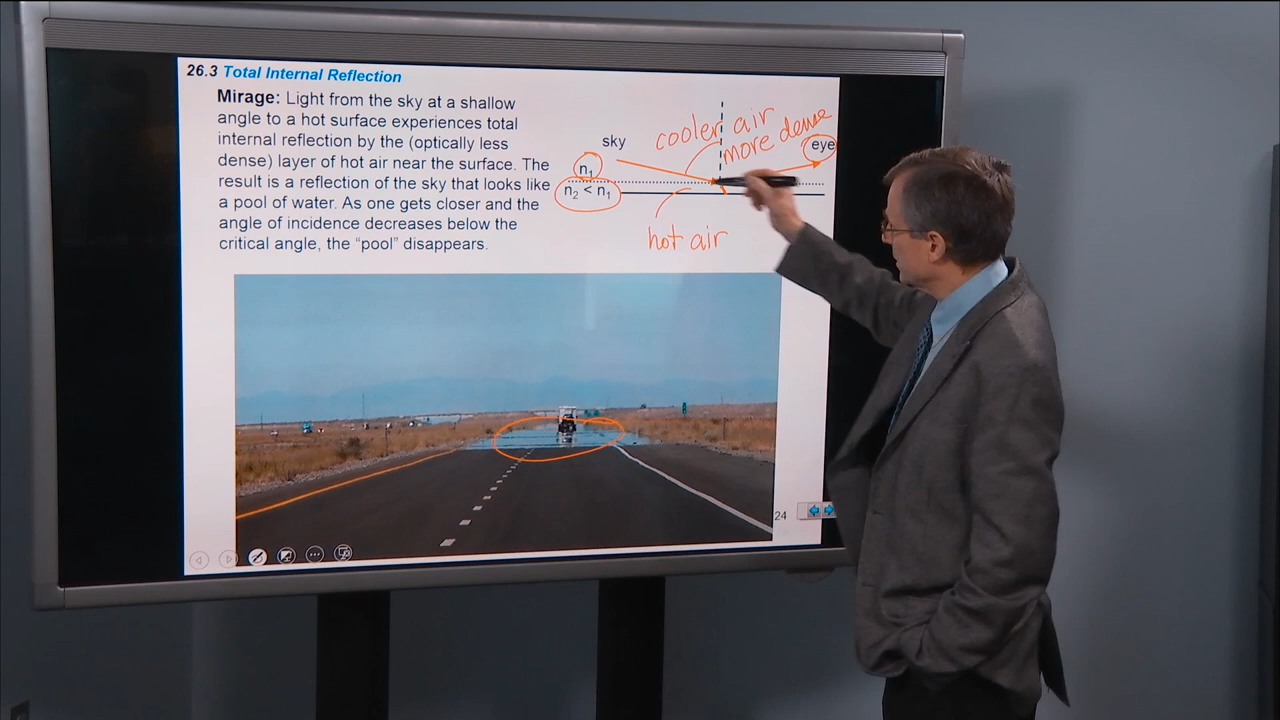 26.3 Total Internal Reflection
Mirage: Light from the sky at a shallow
angle to a hot surface experiences total
internal reflection by the (optically less
dense) layer of hot air near the surface. The
result is a reflection of the sky that looks like
a pool of water. As one gets closer and the
angle of incidence decreases below the
critical angle, the “pool” disappears.
cooler air
more dense
sky
eye
n₁
n₂ < n₁
hot air
24